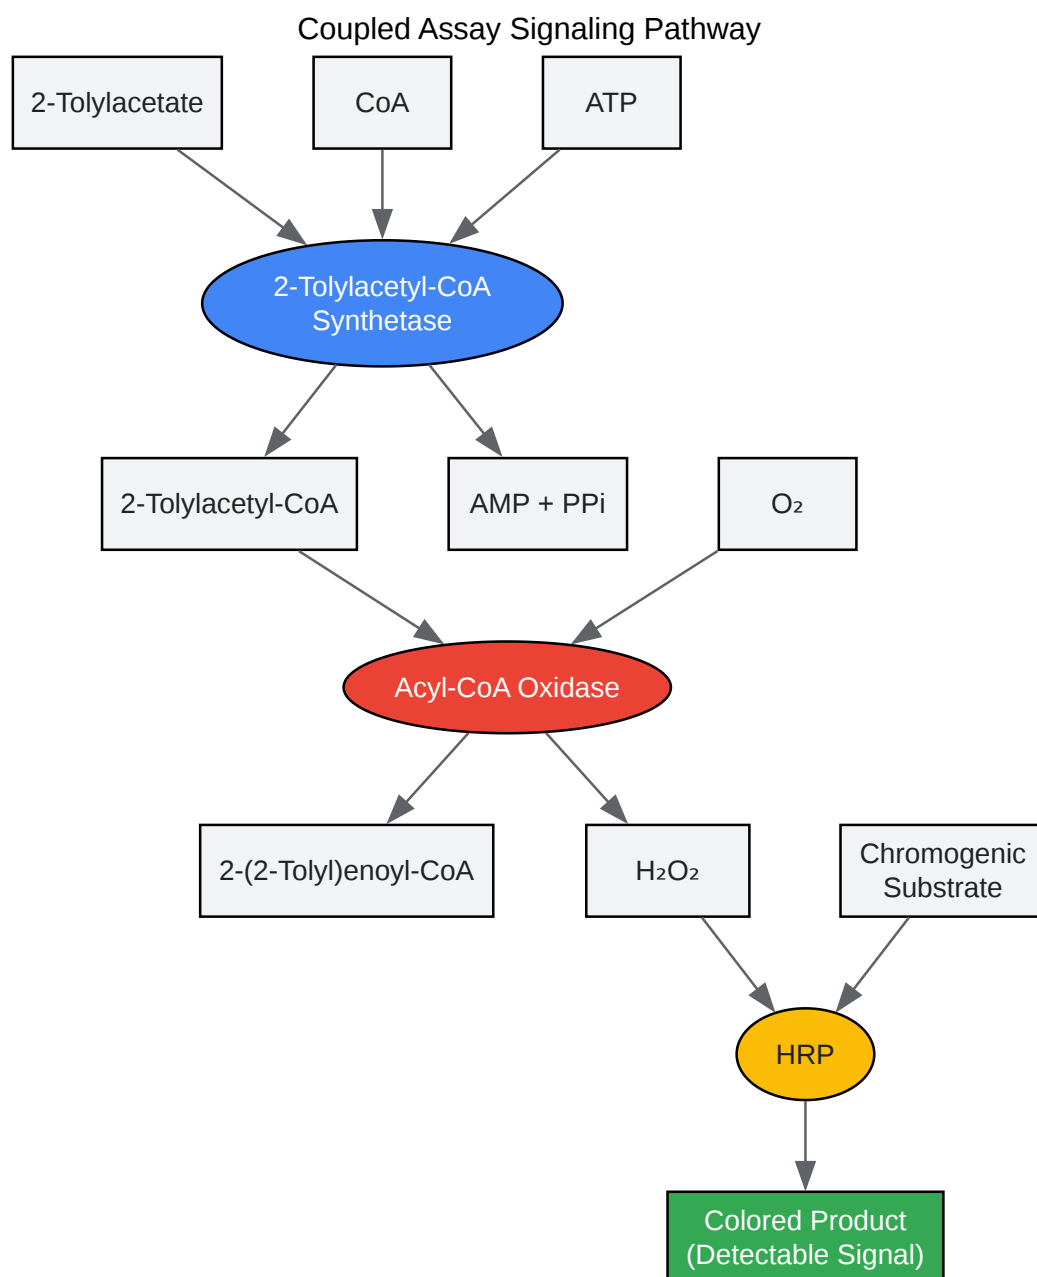 Coupled Assay Signaling Pathway
2-Tolylacetate
CoA
ATP
2-Tolylacetyl-CoA
Synthetase
2-Tolylacetyl-CoA
AMP + PPi
O₂
Acyl-CoA Oxidase
2-(2-Tolyl)enoyl-CoA
H₂O₂
Chromogenic
Substrate
HRP
Colored Product
(Detectable Signal)